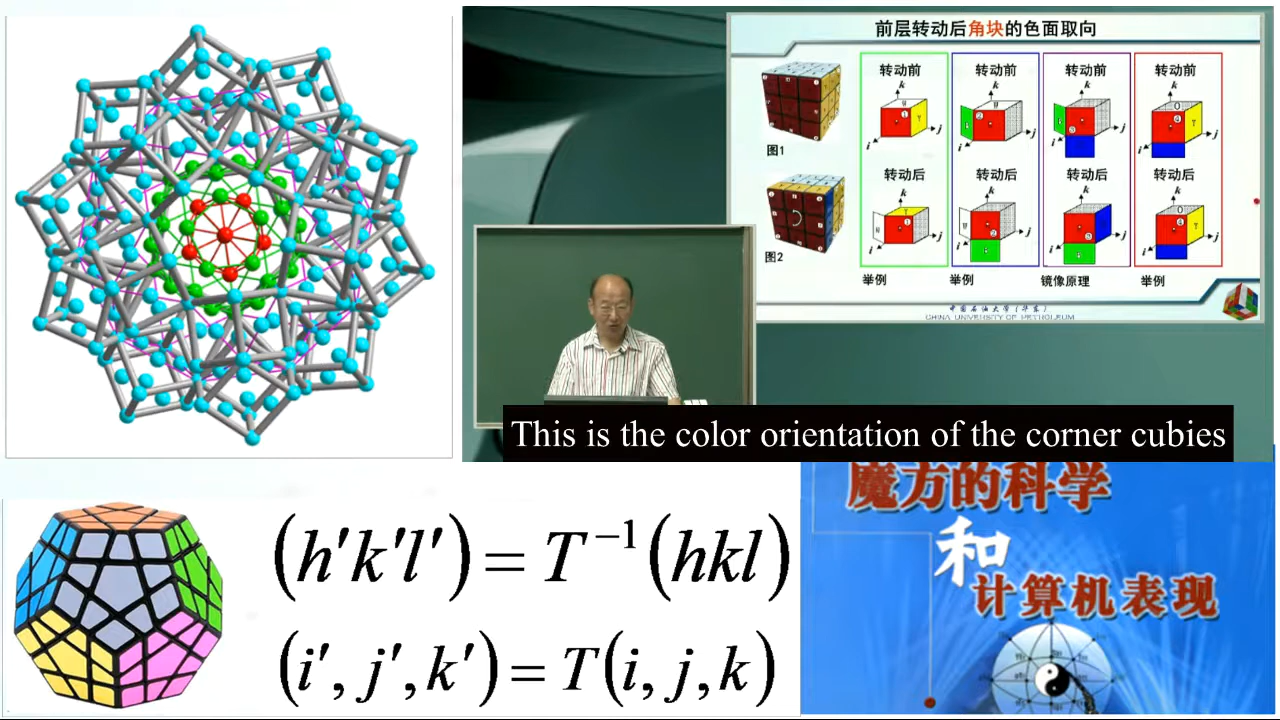 前层转动后角块的色面取向
转动前 转动前 转动前 转动前
k k k k
j j j j
i i i i
图1
转动后 转动后 转动后 转动后
k k k k
j j j j
i i i i
图2
举例 举例 镜像原理 举例
中国石油大学(华东)
CHINA UNIVERSITY OF PETROLEUM
This is the color orientation of the corner cubies
(h′k′l′) = T⁻¹(hkl)
(i′, j′, k′) = T(i, j, k)
魔方的科学
和
计算机表现